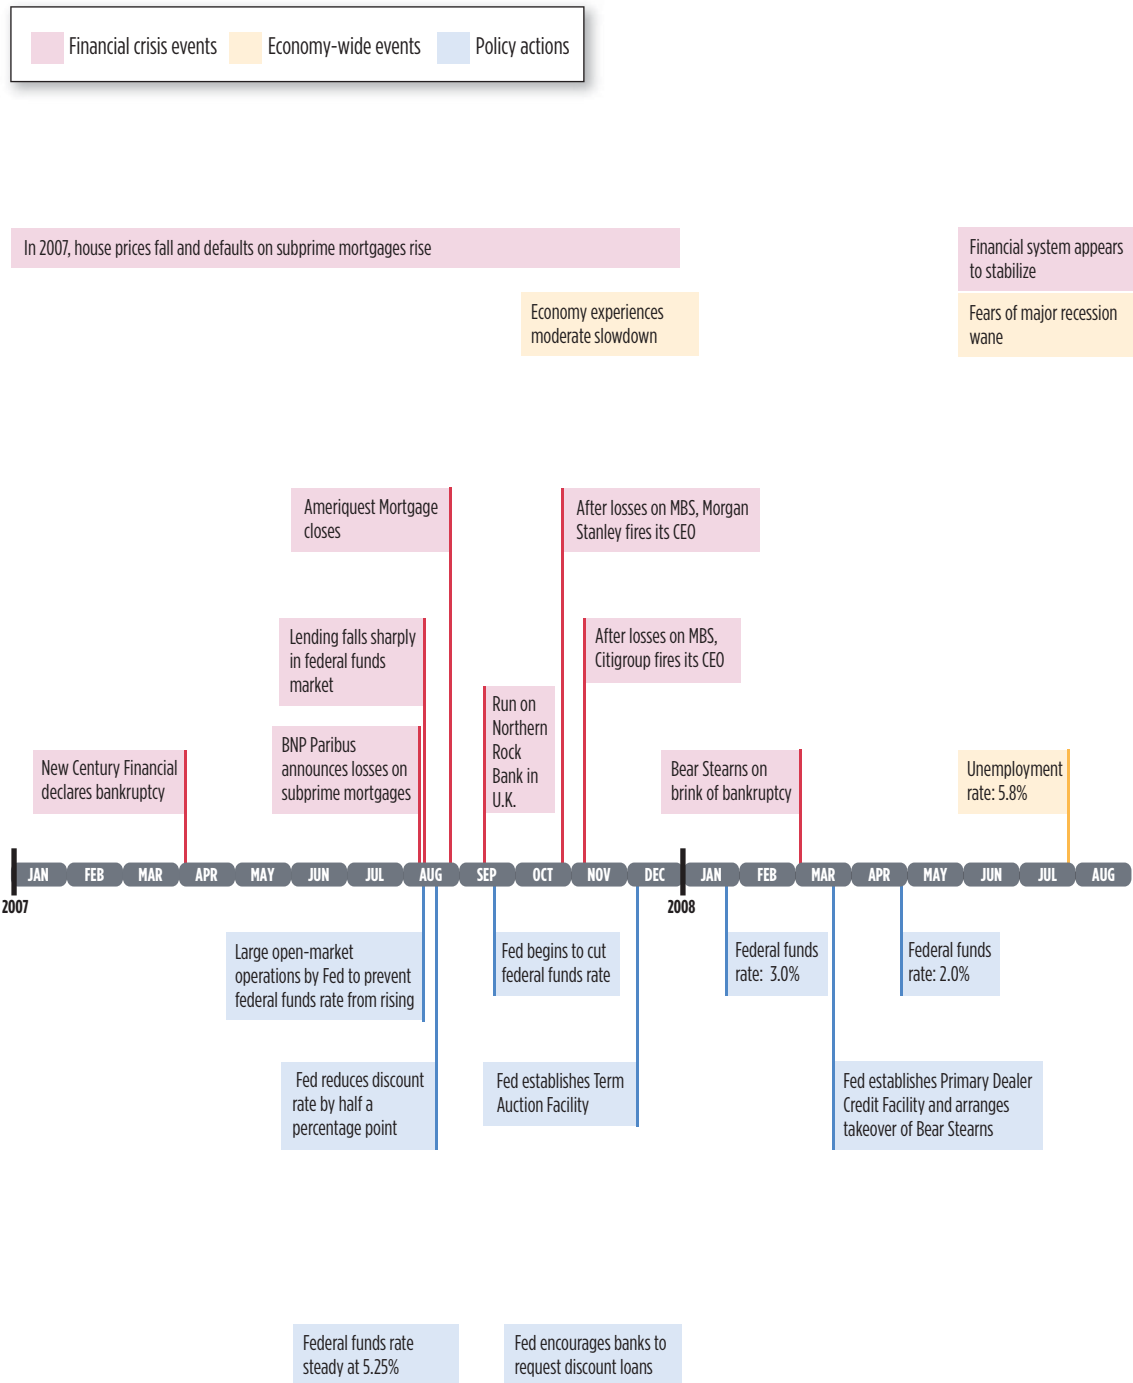 Financial crisis events
Economy-wide events
Policy actions
In 2007, house prices fall and defaults on subprime mortgages rise
Financial system appears
to stabilize
Economy experiences
moderate slowdown
Fears of major recession
wane
Ameriquest Mortgage
closes
After losses on MBS, Morgan
Stanley fires its CEO
Lending falls sharply
in federal funds
market
After losses on MBS,
Citigroup fires its CEO
Run on
Northern
Rock
Bank in
U.K.
BNP Paribus
announces losses on
subprime mortgages
New Century Financial
declares bankruptcy
Bear Stearns on
brink of bankruptcy
Unemployment
rate: 5.8%
JAN FEB MAR APR MAY JUN JUL AUG SEP OCT NOV DEC JAN FEB MAR APR MAY JUN JUL AUG
2007
2008
Large open-market
operations by Fed to prevent
federal funds rate from rising
Fed begins to cut
federal funds rate
Federal funds
rate: 3.0%
Federal funds
rate: 2.0%
Fed reduces discount
rate by half a
percentage point
Fed establishes Term
Auction Facility
Fed establishes Primary Dealer
Credit Facility and arranges
takeover of Bear Stearns
Federal funds rate
steady at 5.25%
Fed encourages banks to
request discount loans